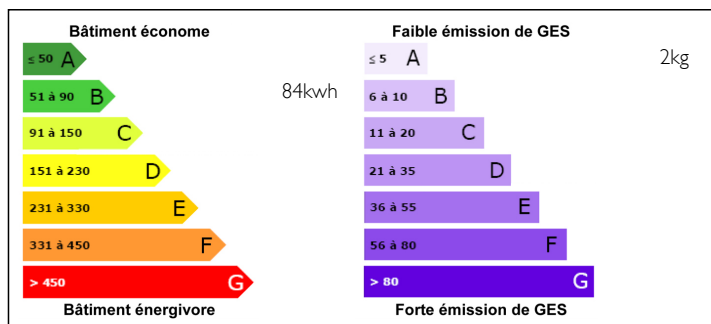 Bâtiment économe
≤ 50 A
51 à 90 B
84kwh
91 à 150 C
151 à 230 D
231 à 330 E
331 à 450 F
> 450 G
Bâtiment énergivore
Faible émission de GES
≤ 5 A
2kg
6 à 10 B
11 à 20 C
21 à 35 D
36 à 55 E
56 à 80 F
> 80 G
Forte émission de GES